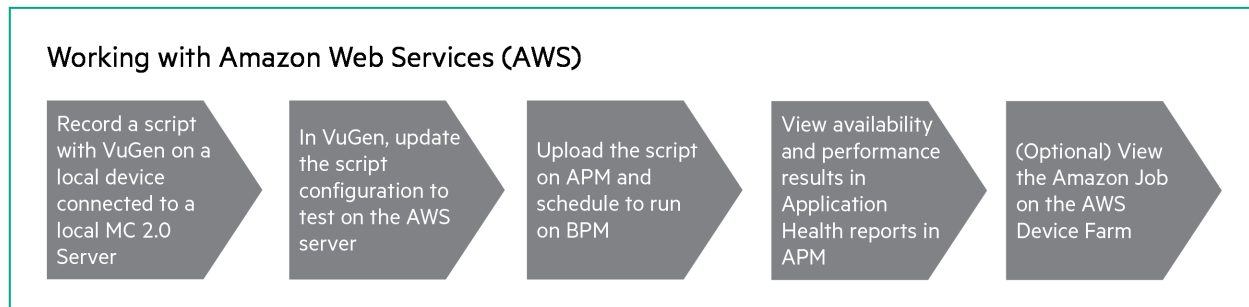 Working with Amazon Web Services (AWS)
Record a script
with VuGen on a
local device
connected to a
local MC 2.0
Server
In VuGen, update
the script
configuration to
test on the AWS
server
Upload the script
on APM and
schedule to run
on BPM
View availability
and performance
results in
Application
Health reports in
APM
(Optional) View
the Amazon Job
on the AWS
Device Farm